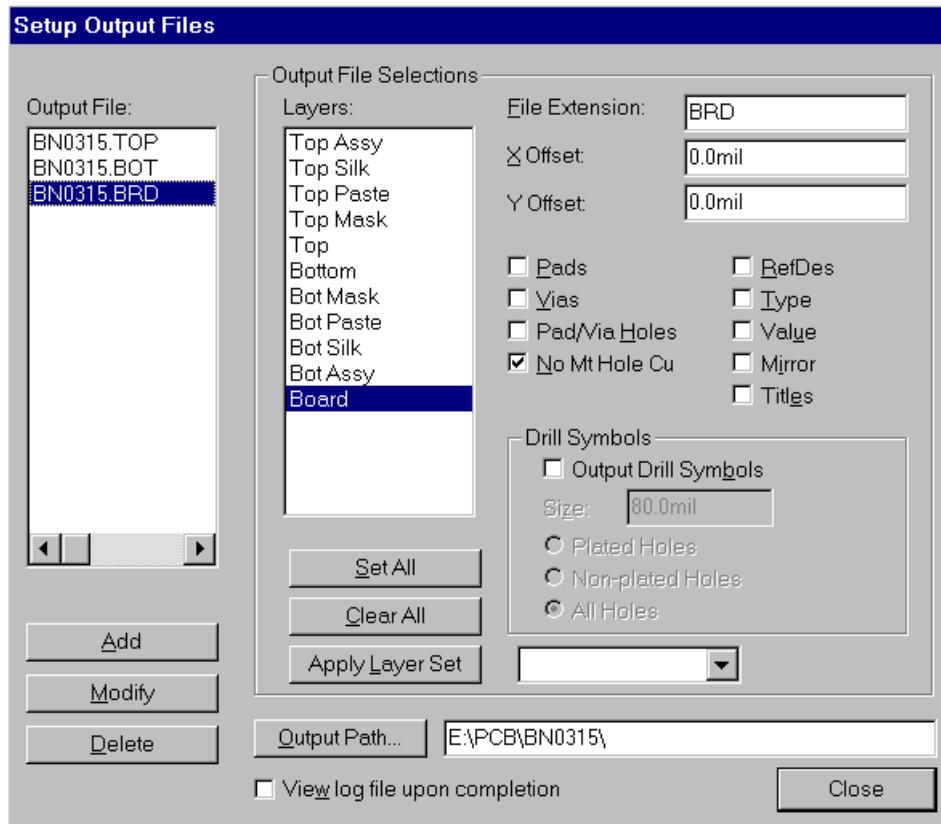 Setup Output Files
Output File:
BN0315.TOP
BN0315.BOT
BN0315.BRD
Add
Modify
Delete
Output File Selections
Layers:
Top Assy
Top Silk
Top Paste
Top Mask
Top
Bottom
Bot Mask
Bot Paste
Bot Silk
Bot Assy
Board
Set All
Clear All
Apply Layer Set
File Extension: BRD
X Offset: 0.0mil
Y Offset: 0.0mil
Pads
Vias
Pad/Via Holes
No Mt Hole Cu
RefDes
Type
Value
Mirror
Titles
Drill Symbols
Output Drill Symbols
Size: 80.0mil
Plated Holes
Non-plated Holes
All Holes
Output Path... E:\PCB\BN0315\
View log file upon completion
Close